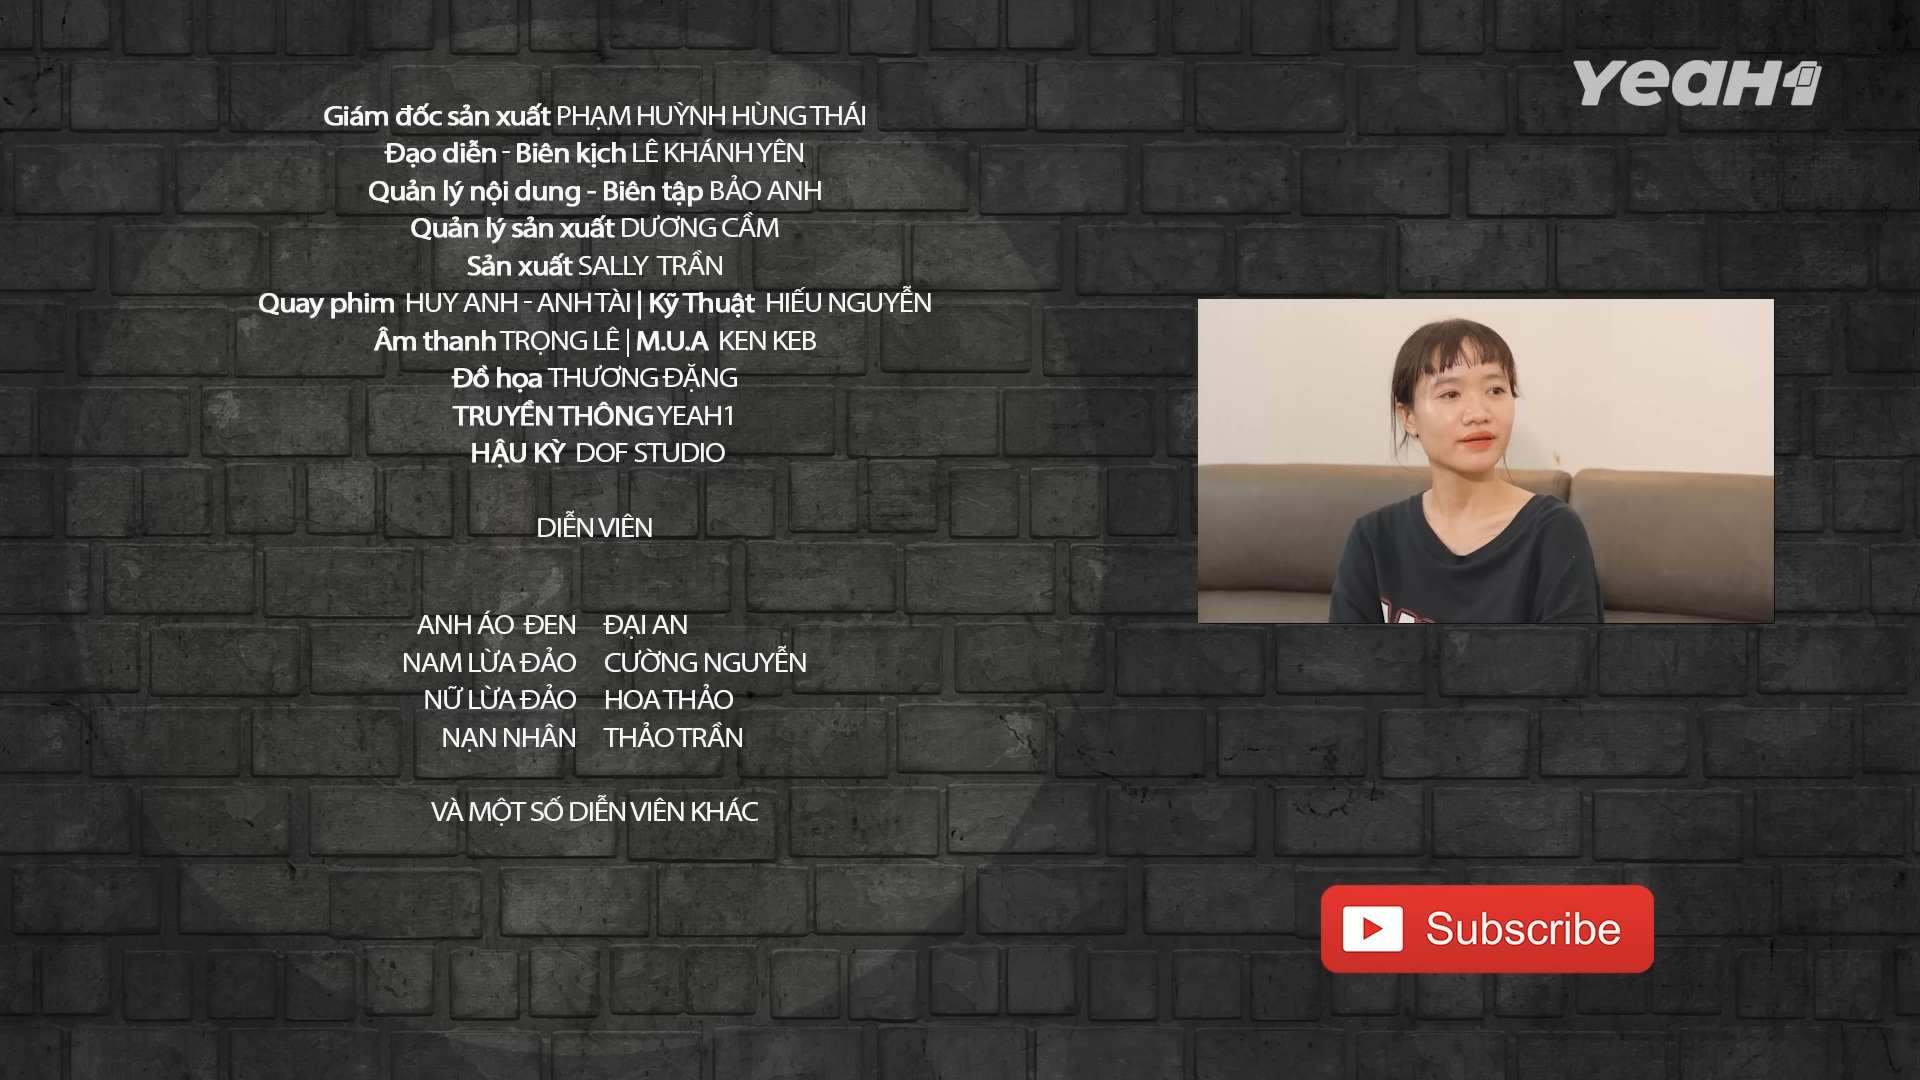 YEAH1
Giám đốc sản xuất PHẠM HUỲNH HÙNG THÁI
Đạo diễn - Biên kịch LÊ KHÁNH YÊN
Quản lý nội dung - Biên tập BẢO ANH
Quản lý sản xuất DƯƠNG CẦM
Sản xuất SALLY TRẦN
Quay phim HUY ANH - ANH TÀI | Kỹ Thuật HIẾU NGUYỄN
Âm thanh TRỌNG LÊ | M.U.A KEN KEB
Đồ họa THƯƠNG ĐẶNG
TRUYỀN THÔNG YEAH1
HẬU KỲ DOF STUDIO
DIỄN VIÊN
ANH ÁO ĐEN ĐẠI AN
NAM LỪA ĐẢO CƯỜNG NGUYỄN
NỮ LỪA ĐẢO HOA THẢO
NẠN NHÂN THẢO TRẦN
VÀ MỘT SỐ DIỄN VIÊN KHÁC
Subscribe